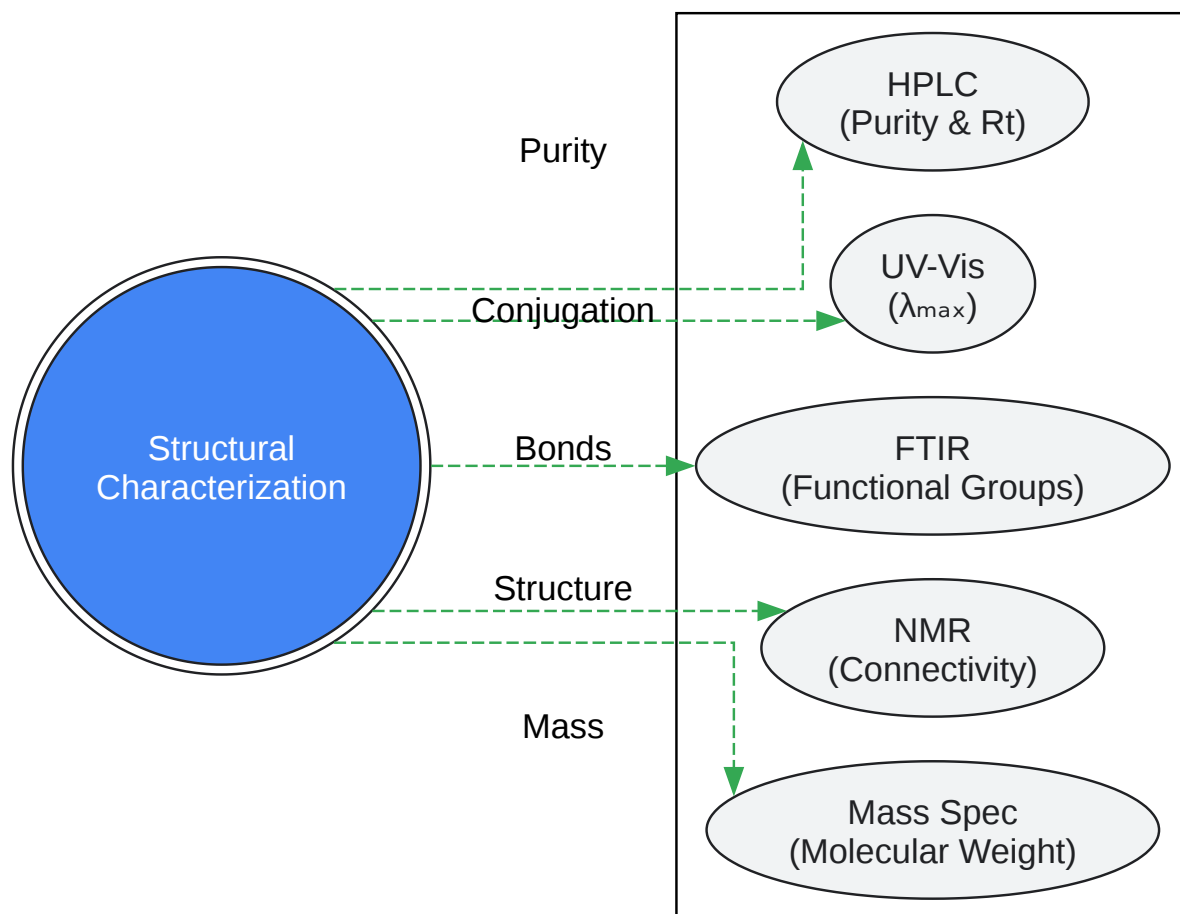 HPLC
(Purity & Rt)
Purity
UV-Vis
(λₘₐₓ)
Conjugation
Structural
Characterization
Bonds
FTIR
(Functional Groups)
Structure
NMR
(Connectivity)
Mass
Mass Spec
(Molecular Weight)